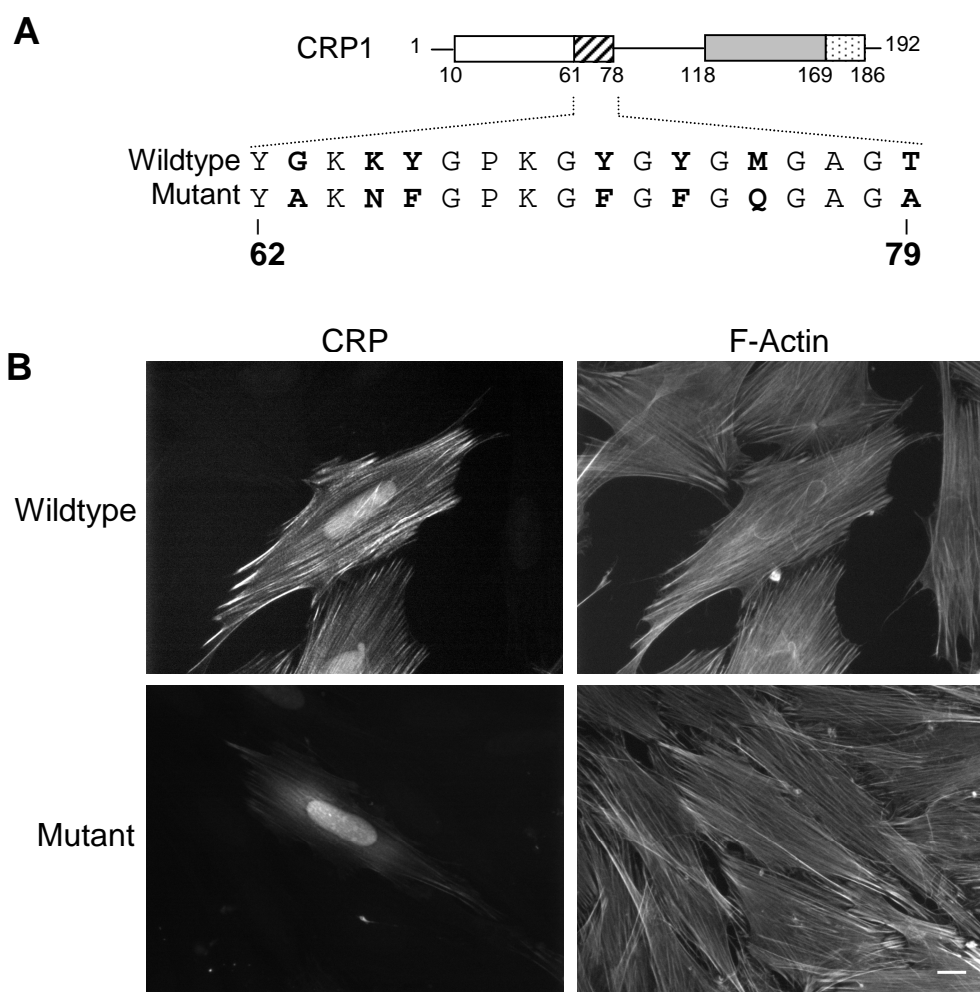 A
CRP1 1 192
10 61 78 118 169 186
Wildtype Y G K K Y G P K G Y G Y G M G A G T
Mutant Y A K N F G P K G F G F G Q G A G A
62 79
B
CRP F-Actin
Wildtype
Mutant